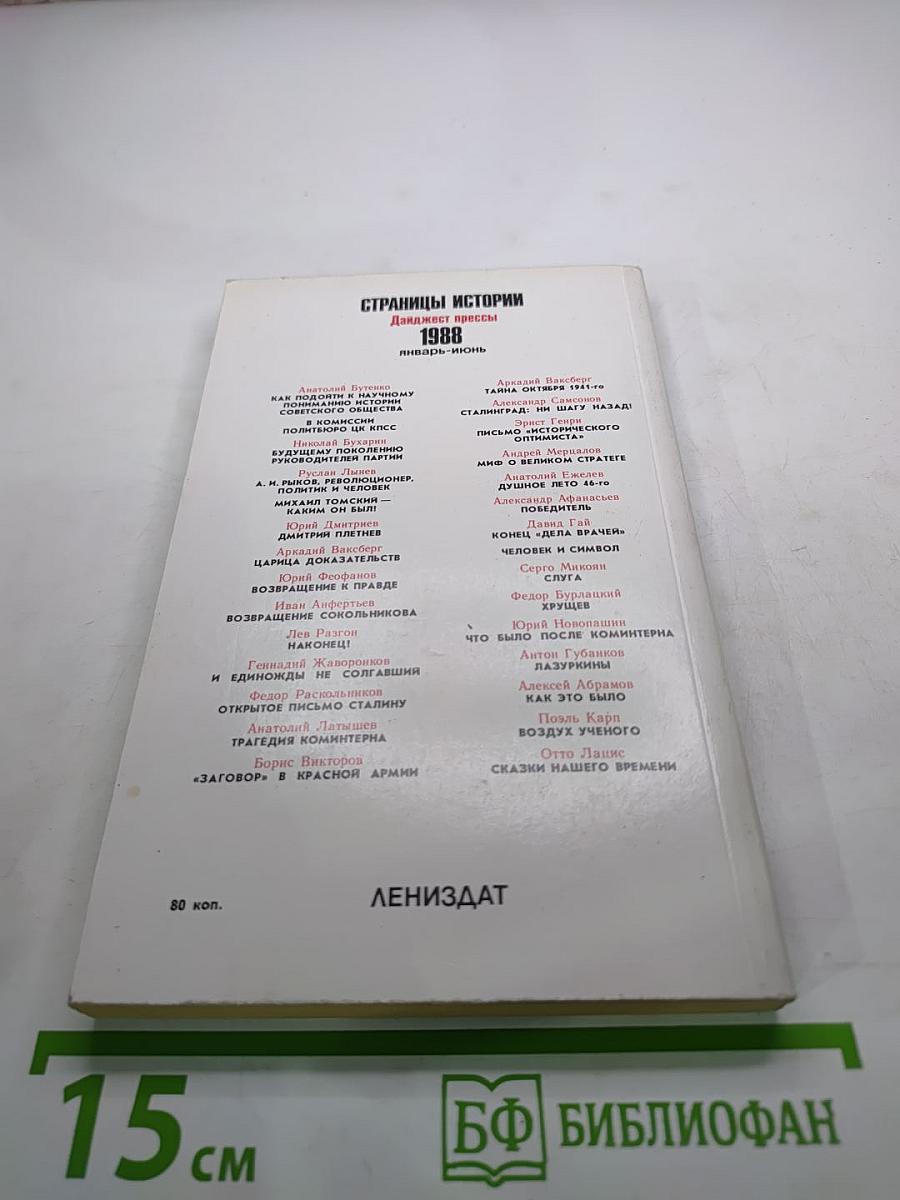 СТРАНИЦЫ ИСТОРИИ
Дайджест прессы
1988
январь-июнь
Анатолий Бутенко
КАК ПОДОЙТИ К НАУЧНОМУ
ПОНИМАНИЮ ИСТОРИИ
СОВЕТСКОГО ОБЩЕСТВА
В КОМИССИИ
ПОЛИТБЮРО ЦК КПСС
Николай Бухарин
БУДУЩЕМУ ПОКОЛЕНИЮ
РУКОВОДИТЕЛЕЙ ПАРТИИ
Руслан Лынев
А. И. РЫКОВ, РЕВОЛЮЦИОНЕР,
ПОЛИТИК И ЧЕЛОВЕК
МИХАИЛ ТОМСКИЙ —
КАКИМ ОН БЫЛ!
Юрий Дмитриев
ДМИТРИЙ ПЛЕТНЕВ
Аркадий Ваксберг
ЦАРИЦА ДОКАЗАТЕЛЬСТВ
Юрий Феофанов
ВОЗВРАЩЕНИЕ К ПРАВДЕ
Иван Анфертьев
ВОЗВРАЩЕНИЕ СОКОЛЬНИКОВА
Лев Разгон
НАКОНЕЦ!
Геннадий Жаворонков
И ЕДИНОЖДЫ НЕ СОЛГАВШИЙ
Федор Раскольников
ОТКРЫТОЕ ПИСЬМО СТАЛИНУ
Анатолий Латышев
ТРАГЕДИЯ КОМИНТЕРНА
Борис Викторов
«ЗАГОВОР» В КРАСНОЙ АРМИИ
Аркадий Ваксберг
ТАЙНА ОКТЯБРЯ 1941-го
Александр Самсонов
СТАЛИНГРАД: НИ ШАГУ НАЗАД!
Эрнст Генри
ПИСЬМО «ИСТОРИЧЕСКОГО
ОПТИМИСТА»
Андрей Мерцалов
МИФ О ВЕЛИКОМ СТРАТЕГЕ
Анатолий Ежелев
ДУШНОЕ ЛЕТО 46-го
Александр Афанасьев
ПОБЕДИТЕЛЬ
Давид Гай
КОНЕЦ «ДЕЛА ВРАЧЕЙ»
ЧЕЛОВЕК И СИМВОЛ
Серго Микоян
СЛУГА
Федор Бурлацкий
ХРУЩЕВ
Юрий Новопашин
ЧТО БЫЛО ПОСЛЕ КОМИНТЕРНА
Антон Губанков
ЛАЗУРКИНЫ
Алексей Абрамов
КАК ЭТО БЫЛО
Поэль Карп
ВОЗДУХ УЧЕНОГО
Отто Лацис
СКАЗКИ НАШЕГО ВРЕМЕНИ
80 коп.
ЛЕНИЗДАТ
15 см
БФ БИБЛИОФАН